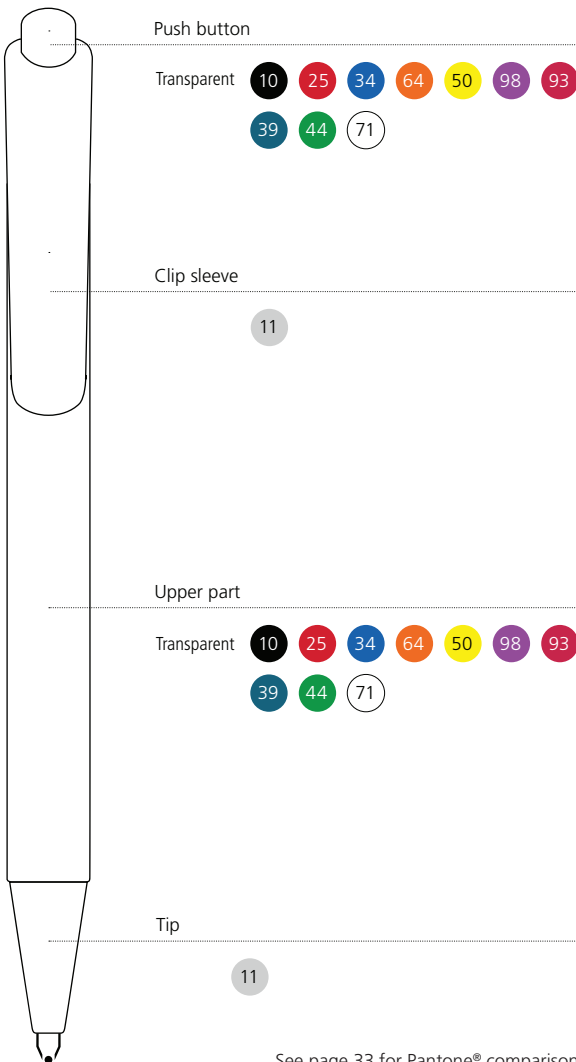 Push button
Transparent 10 25 34 64 50 98 93
39 44 71
Clip sleeve
11
Upper part
Transparent 10 25 34 64 50 98 93
39 44 71
Tip
11
See page 33 for Pantone® comparison